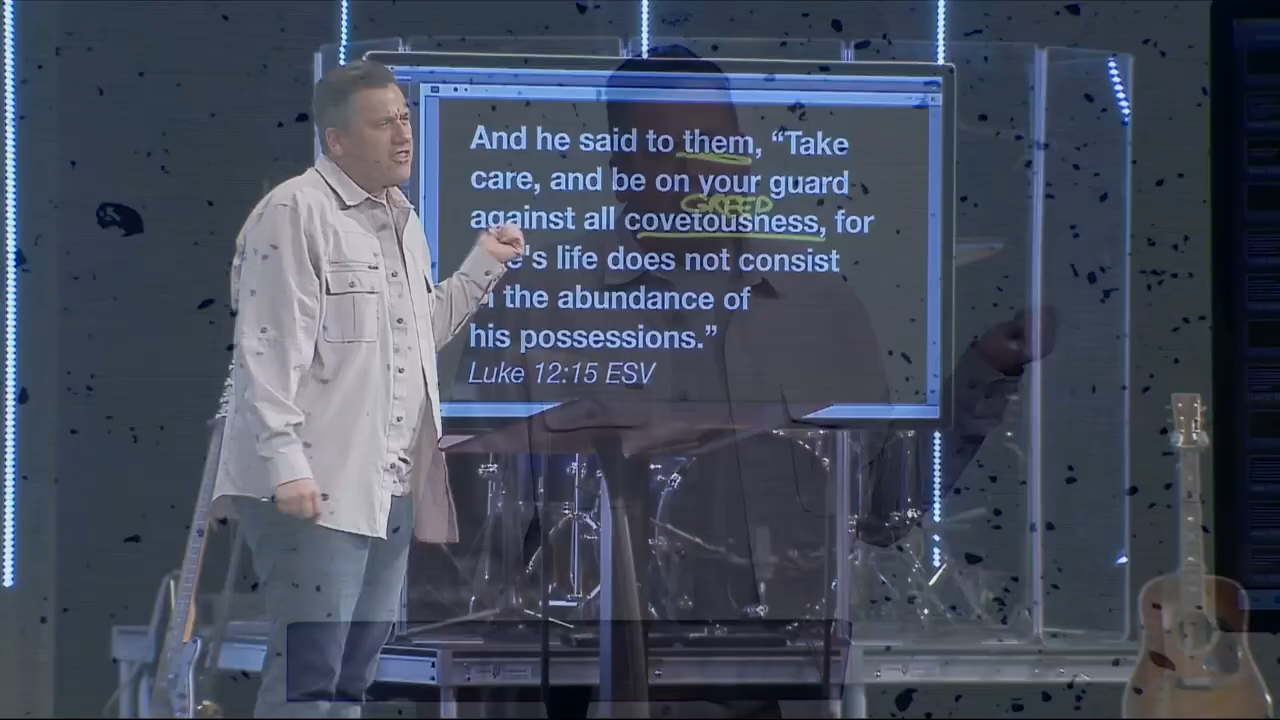 And he said to them, “Take
care, and be on your guard
GREED
against all covetousness, for
's life does not consist
the abundance of
his possessions.”
Luke 12:15 ESV